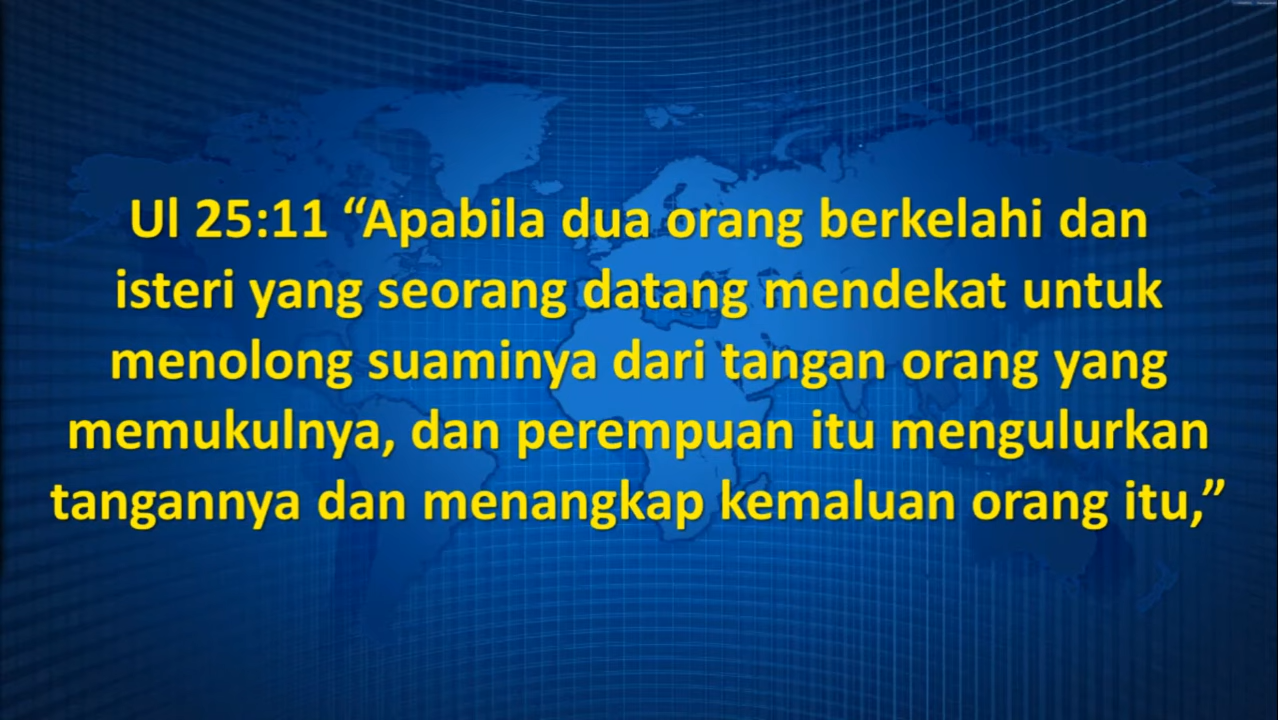 Ul 25:11 “Apabila dua orang berkelahi dan
isteri yang seorang datang mendekat untuk
menolong suaminya dari tangan orang yang
memukulnya, dan perempuan itu mengulurkan
tangannya dan menangkap kemaluan orang itu,”